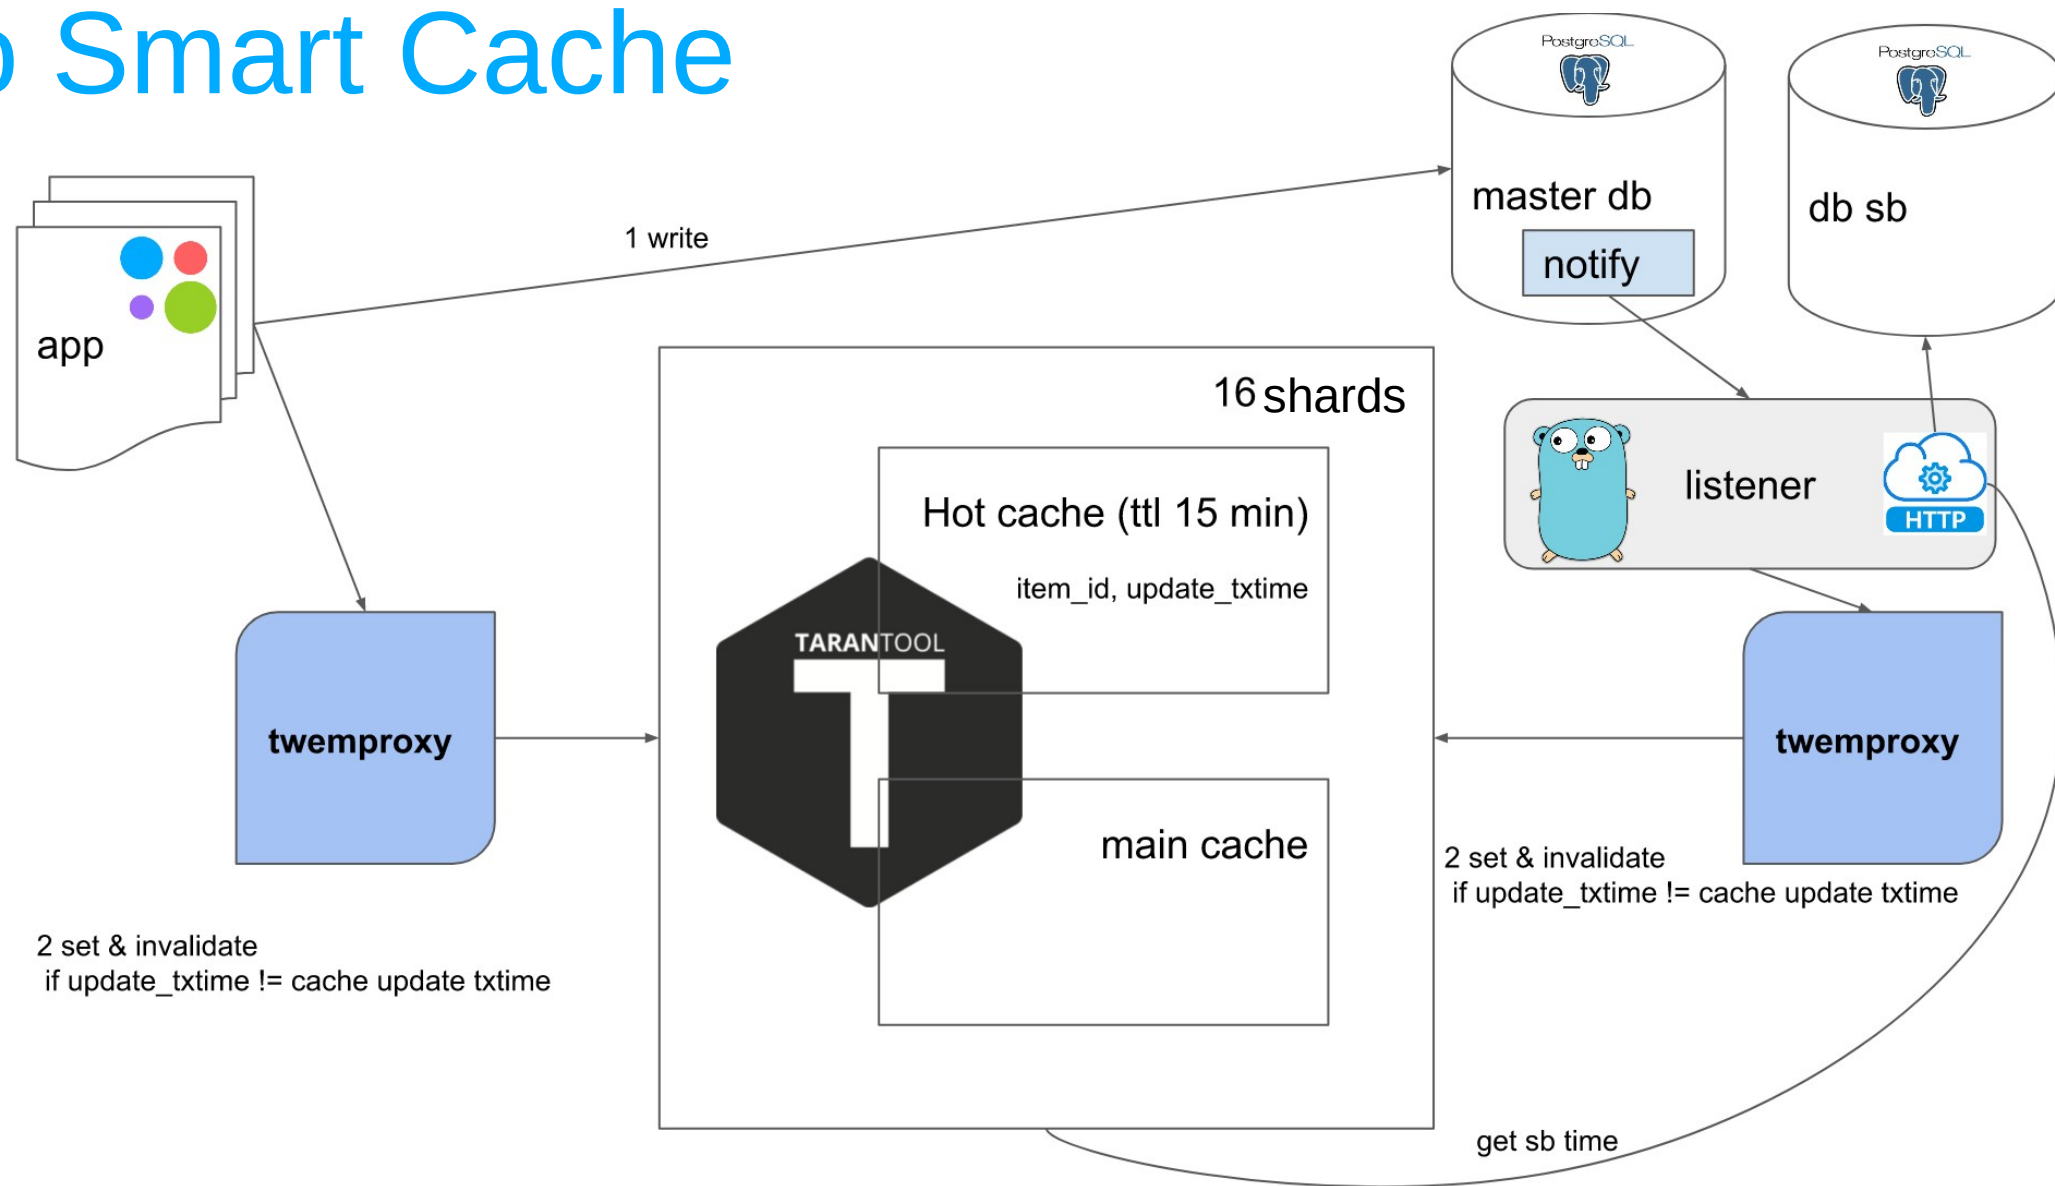 Smart Cache
PostgreSQL
PostgreSQL
master db
db sb
1 write
notify
app
16 shards
listener
HTTP
Hot cache (ttl 15 min)
item_id, update_txtime
TARANTOOL
twemproxy
twemproxy
main cache
2 set & invalidate
if update_txtime != cache update txtime
2 set & invalidate
if update_txtime != cache update txtime
get sb time